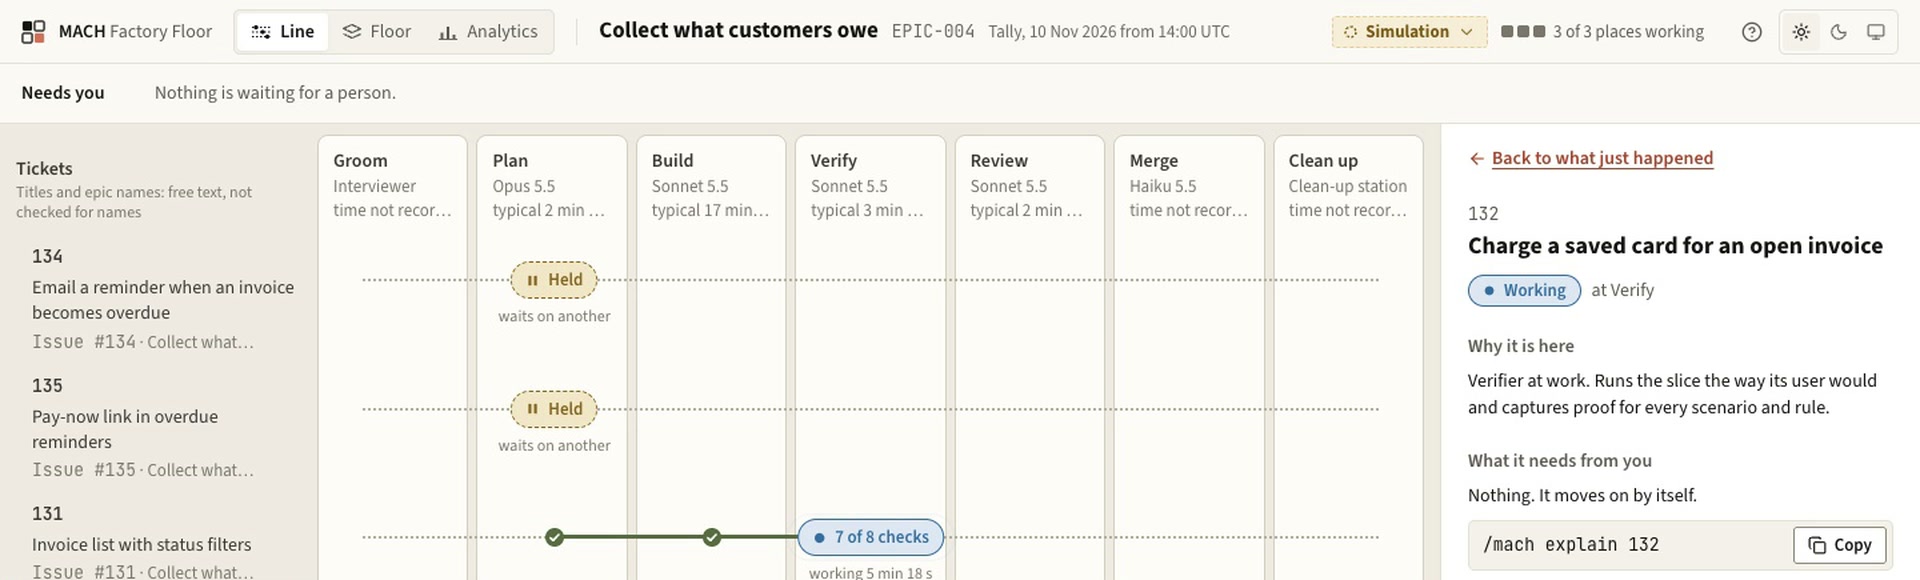 MACH Factory Floor
Line
Floor
Analytics
Collect what customers owe EPIC-004 Tally, 10 Nov 2026 from 14:00 UTC
Simulation
3 of 3 places working
Needs you
Nothing is waiting for a person.
Tickets
Titles and epic names: free text, not
checked for names
Groom
Interviewer
time not recor…
Plan
Opus 5.5
typical 2 min …
Build
Sonnet 5.5
typical 17 min…
Verify
Sonnet 5.5
typical 3 min …
Review
Sonnet 5.5
typical 2 min …
Merge
Haiku 5.5
time not recor…
Clean up
Clean-up station
time not recor…
134
Email a reminder when an invoice
becomes overdue
Issue #134 · Collect what…
Held
waits on another
135
Pay-now link in overdue
reminders
Issue #135 · Collect what…
Held
waits on another
131
Invoice list with status filters
Issue #131 · Collect what…
7 of 8 checks
working 5 min 18 s
Back to what just happened
132
Charge a saved card for an open invoice
Working
at Verify
Why it is here
Verifier at work. Runs the slice the way its user would
and captures proof for every scenario and rule.
What it needs from you
Nothing. It moves on by itself.
/mach explain 132
Copy